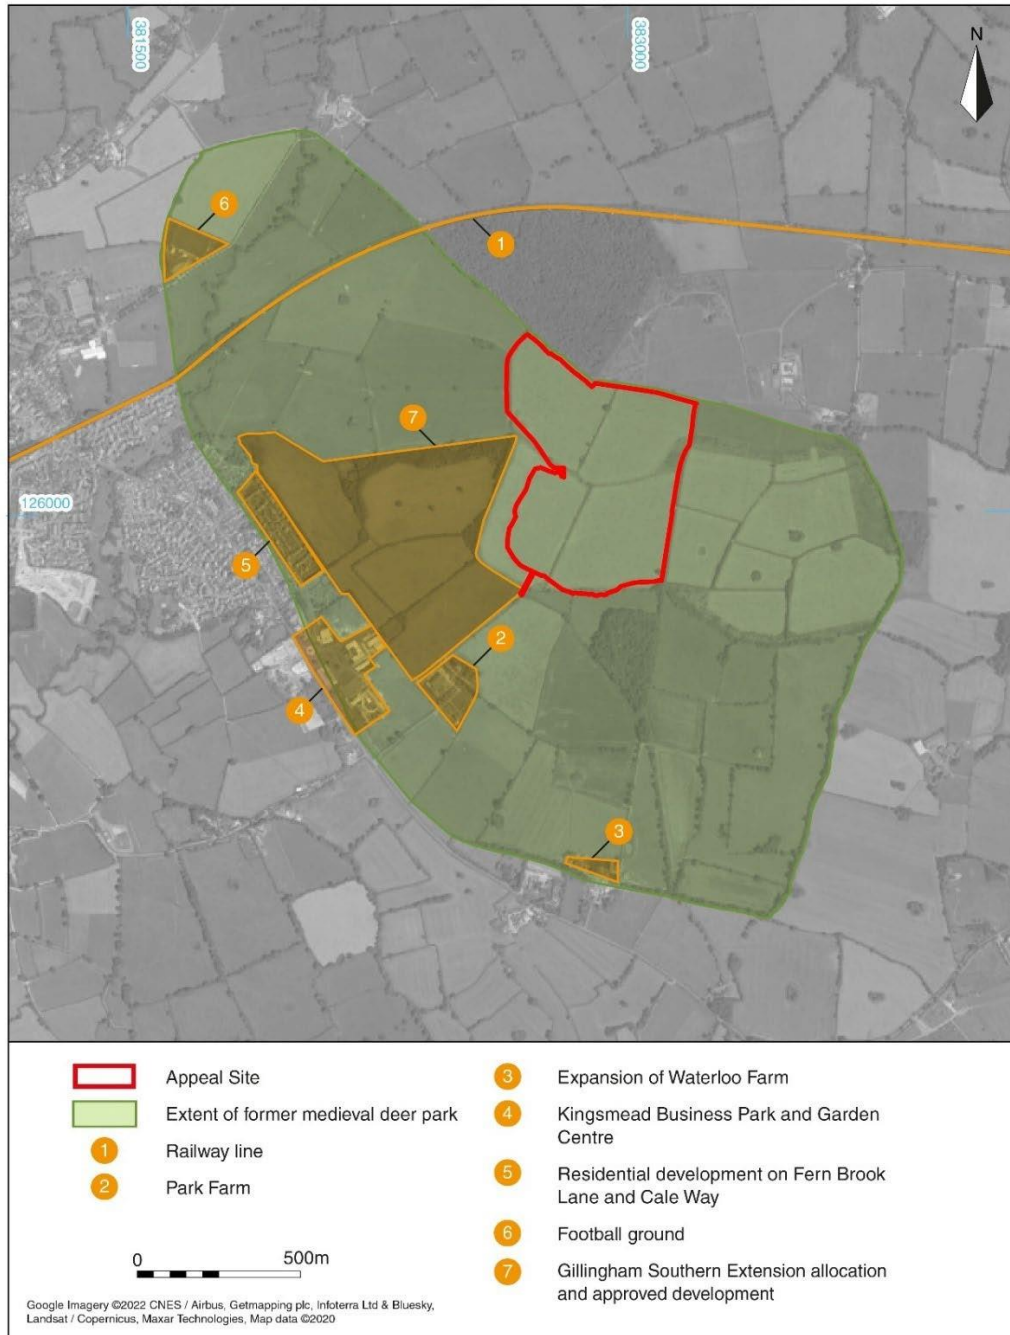 381500
383000
N
6
1
7
126000
5
2
4
3
Appeal Site
Extent of former medieval deer park
1 Railway line
2 Park Farm
0 500m
3 Expansion of Waterloo Farm
4 Kingsmead Business Park and Garden
Centre
5 Residential development on Fern Brook
Lane and Cale Way
6 Football ground
7 Gillingham Southern Extension allocation
and approved development
Google Imagery ©2022 CNES / Airbus, Getmapping plc, Infoterra Ltd & Bluesky,
Landsat / Copernicus, Maxar Technologies, Map data ©2020